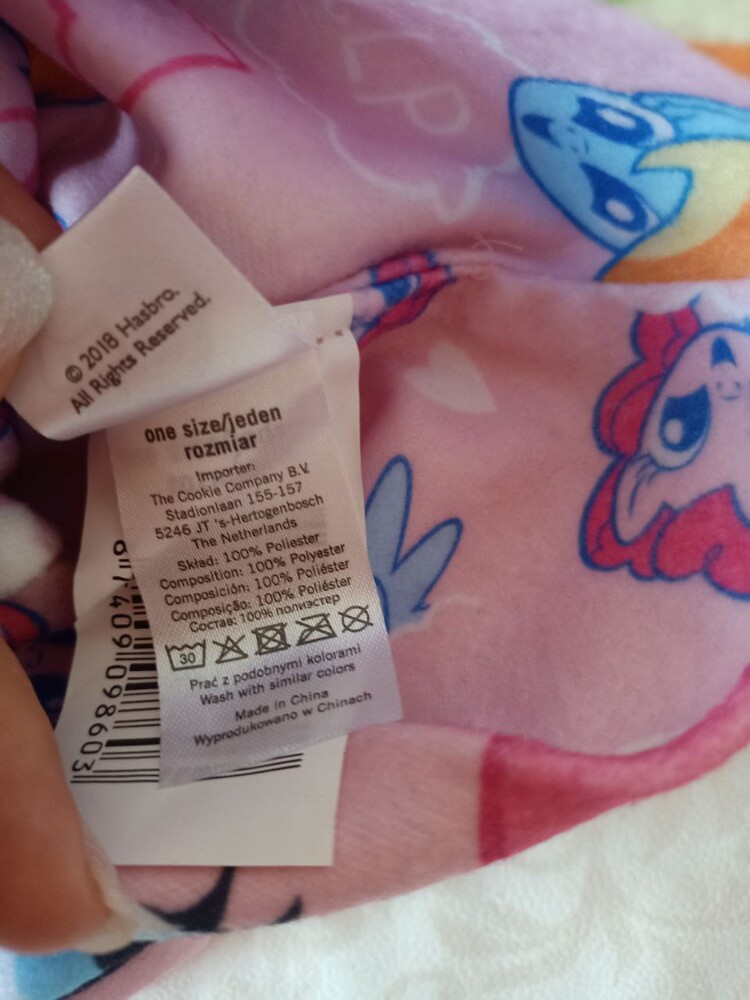 LP
© 2018 Hasbro.
All Rights Reserved.
one size/jeden
rozmiar
Importer:
The Cookie Company B.V.
Stadionlaan 155-157
5246 JT 's-Hertogenbosch
The Netherlands
Skład: 100% Poliester
Composition: 100% Polyester
Composición: 100% Poliéster
Composição: 100% Poliéster
Состав: 100% полиэстер
30
Prać z podobnymi kolorami
Wash with similar colors
Made in China
Wyprodukowano w Chinach